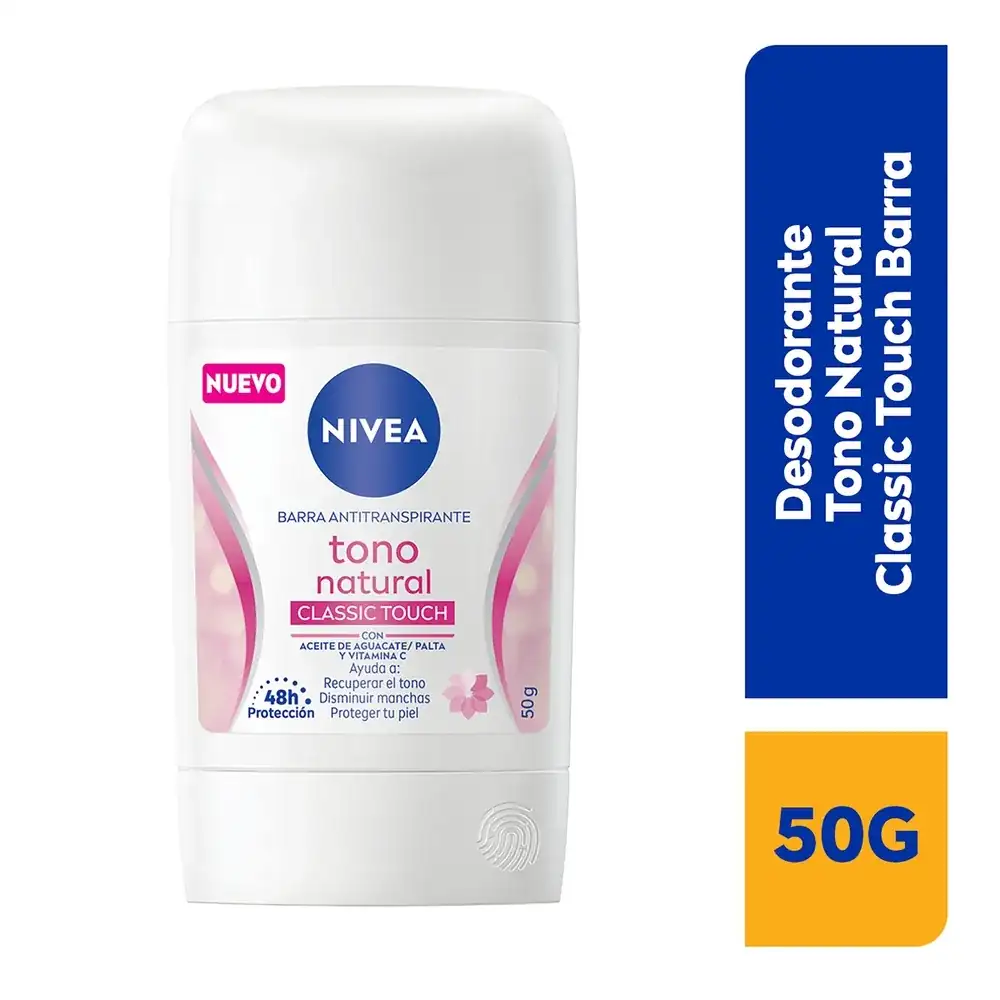 NUEVO
NIVEA
BARRA ANTITRANSPIRANTE
tono
natural
CLASSIC TOUCH
CON
ACEITE DE AGUACATE/ PALTA
Y VITAMINA C
Ayuda a:
Recuperar el tono
Disminuir manchas
Proteger tu piel
48h
Protección
50g
Desodorante
Tono Natural
Classic Touch Barra
50G